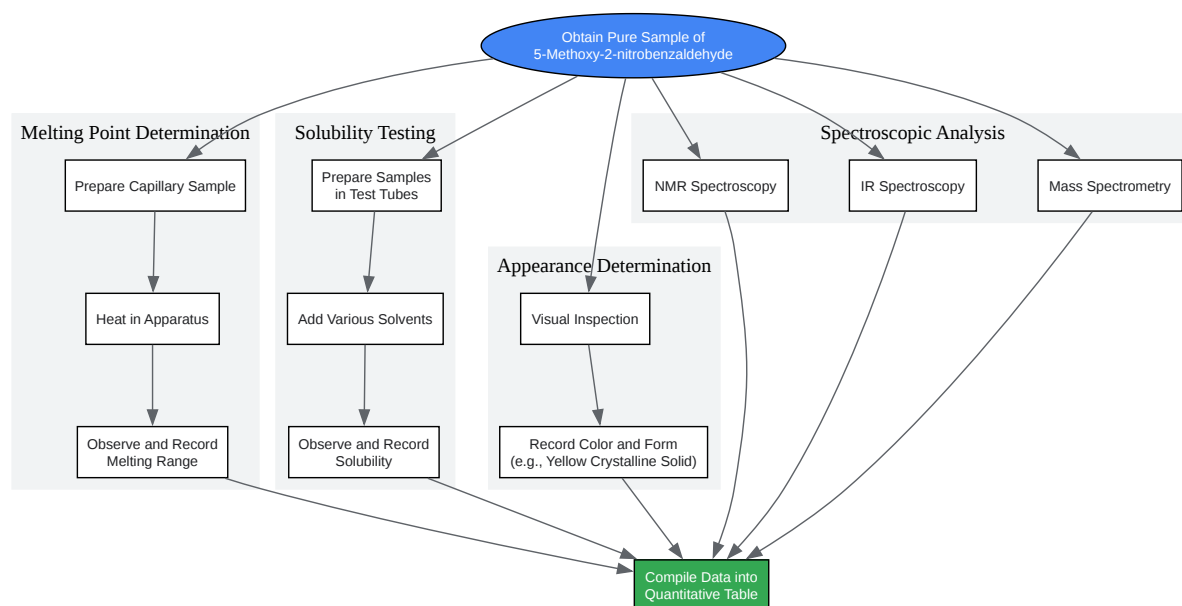 Obtain Pure Sample of
5-Methoxy-2-nitrobenzaldehyde
Melting Point Determination
Solubility Testing
Spectroscopic Analysis
Prepare Capillary Sample
Prepare Samples
in Test Tubes
NMR Spectroscopy
IR Spectroscopy
Mass Spectrometry
Appearance Determination
Heat in Apparatus
Add Various Solvents
Visual Inspection
Observe and Record
Melting Range
Observe and Record
Solubility
Record Color and Form
(e.g., Yellow Crystalline Solid)
Compile Data into
Quantitative Table